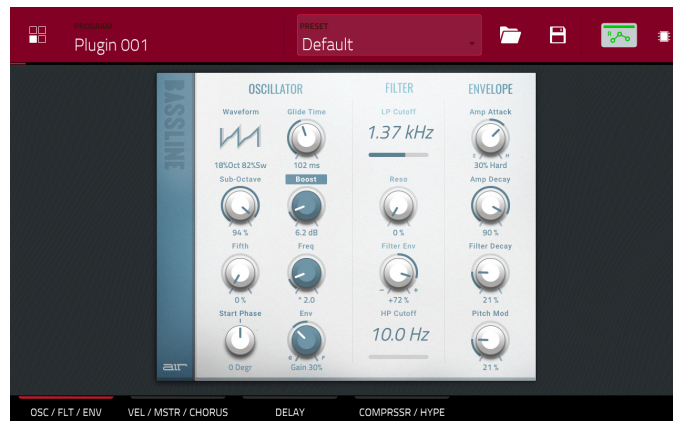 PROGRAM
Plugin 001
PRESET
Default
BASSLINE
OSCILLATOR
FILTER
ENVELOPE
Waveform
Glide Time
LP Cutoff
Amp Attack
1.37 kHz
S
H
18%Oct 82%Sw
102 ms
30% Hard
Sub-Octave
Boost
Reso
Amp Decay
94 %
6.2 dB
0 %
90 %
Fifth
Freq
Filter Env
Filter Decay
0 %
* 2.0
+72 %
21 %
Start Phase
Env
HP Cutoff
Pitch Mod
10.0 Hz
0 Degr
Gain 30%
21 %
air
OSC / FLT / ENV
VEL / MSTR / CHORUS
DELAY
COMPRSSR / HYPE